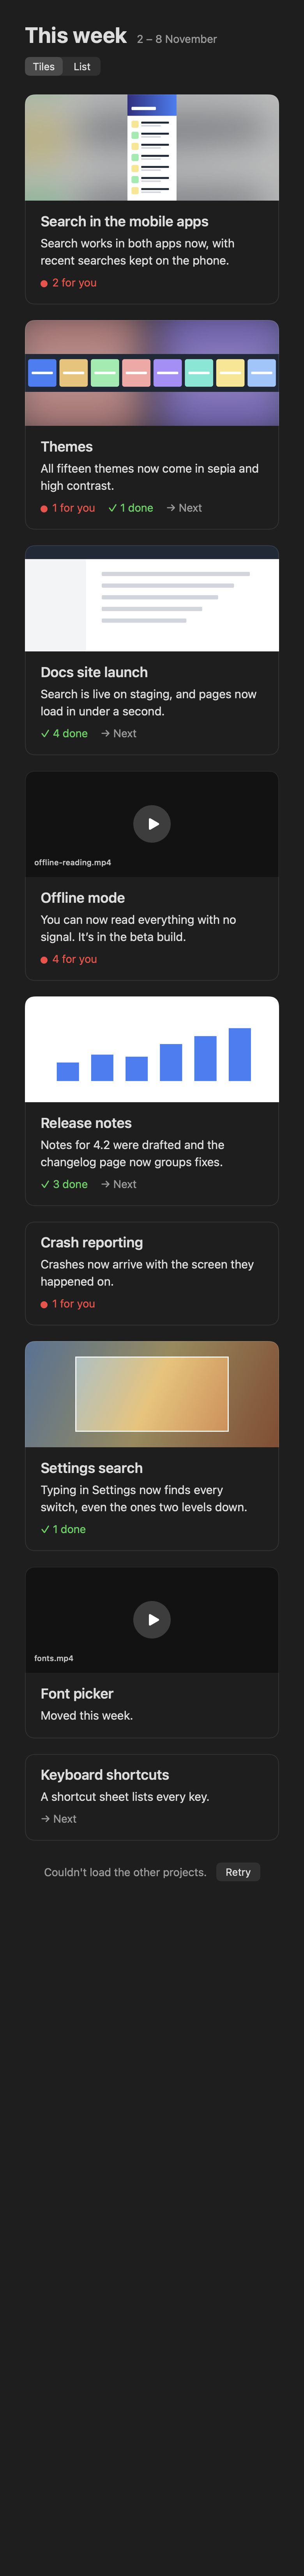 This week 2 – 8 November
Tiles List
Search in the mobile apps
Search works in both apps now, with
recent searches kept on the phone.
2 for you
Themes
All fifteen themes now come in sepia and
high contrast.
1 for you ✓ 1 done → Next
Docs site launch
Search is live on staging, and pages now
load in under a second.
✓ 4 done → Next
offline-reading.mp4
Offline mode
You can now read everything with no
signal. It’s in the beta build.
4 for you
Release notes
Notes for 4.2 were drafted and the
changelog page now groups fixes.
✓ 3 done → Next
Crash reporting
Crashes now arrive with the screen they
happened on.
1 for you
Settings search
Typing in Settings now finds every
switch, even the ones two levels down.
✓ 1 done
fonts.mp4
Font picker
Moved this week.
Keyboard shortcuts
A shortcut sheet lists every key.
→ Next
Couldn't load the other projects. Retry